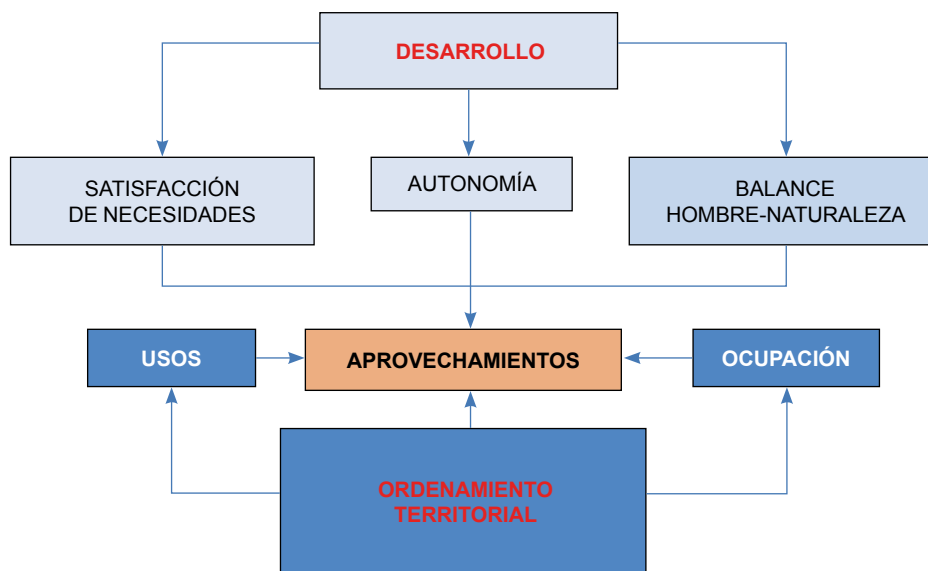 DESARROLLO
SATISFACCIÓN
DE NECESIDADES
AUTONOMÍA
BALANCE
HOMBRE-NATURALEZA
USOS
APROVECHAMIENTOS
OCUPACIÓN
ORDENAMIENTO
TERRITORIAL